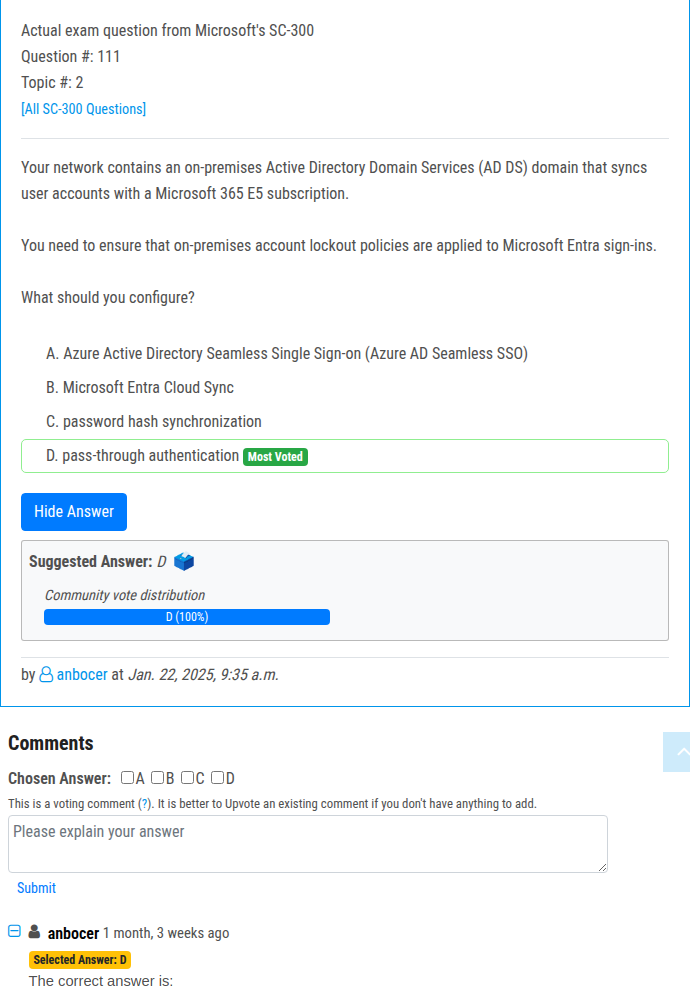 Actual exam question from Microsoft's SC-300
Question #: 111
Topic #: 2
[All SC-300 Questions]
Your network contains an on-premises Active Directory Domain Services (AD DS) domain that syncs
user accounts with a Microsoft 365 E5 subscription.
You need to ensure that on-premises account lockout policies are applied to Microsoft Entra sign-ins.
What should you configure?
A. Azure Active Directory Seamless Single Sign-on (Azure AD Seamless SSO)
B. Microsoft Entra Cloud Sync
C. password hash synchronization
D. pass-through authentication Most Voted
Hide Answer
Suggested Answer: D
Community vote distribution
D (100%)
by anbocer at Jan. 22, 2025, 9:35 a.m.
Comments
Chosen Answer: A B C D
This is a voting comment (?). It is better to Upvote an existing comment if you don't have anything to add.
Please explain your answer
Submit
anbocer 1 month, 3 weeks ago
Selected Answer: D
The correct answer is: